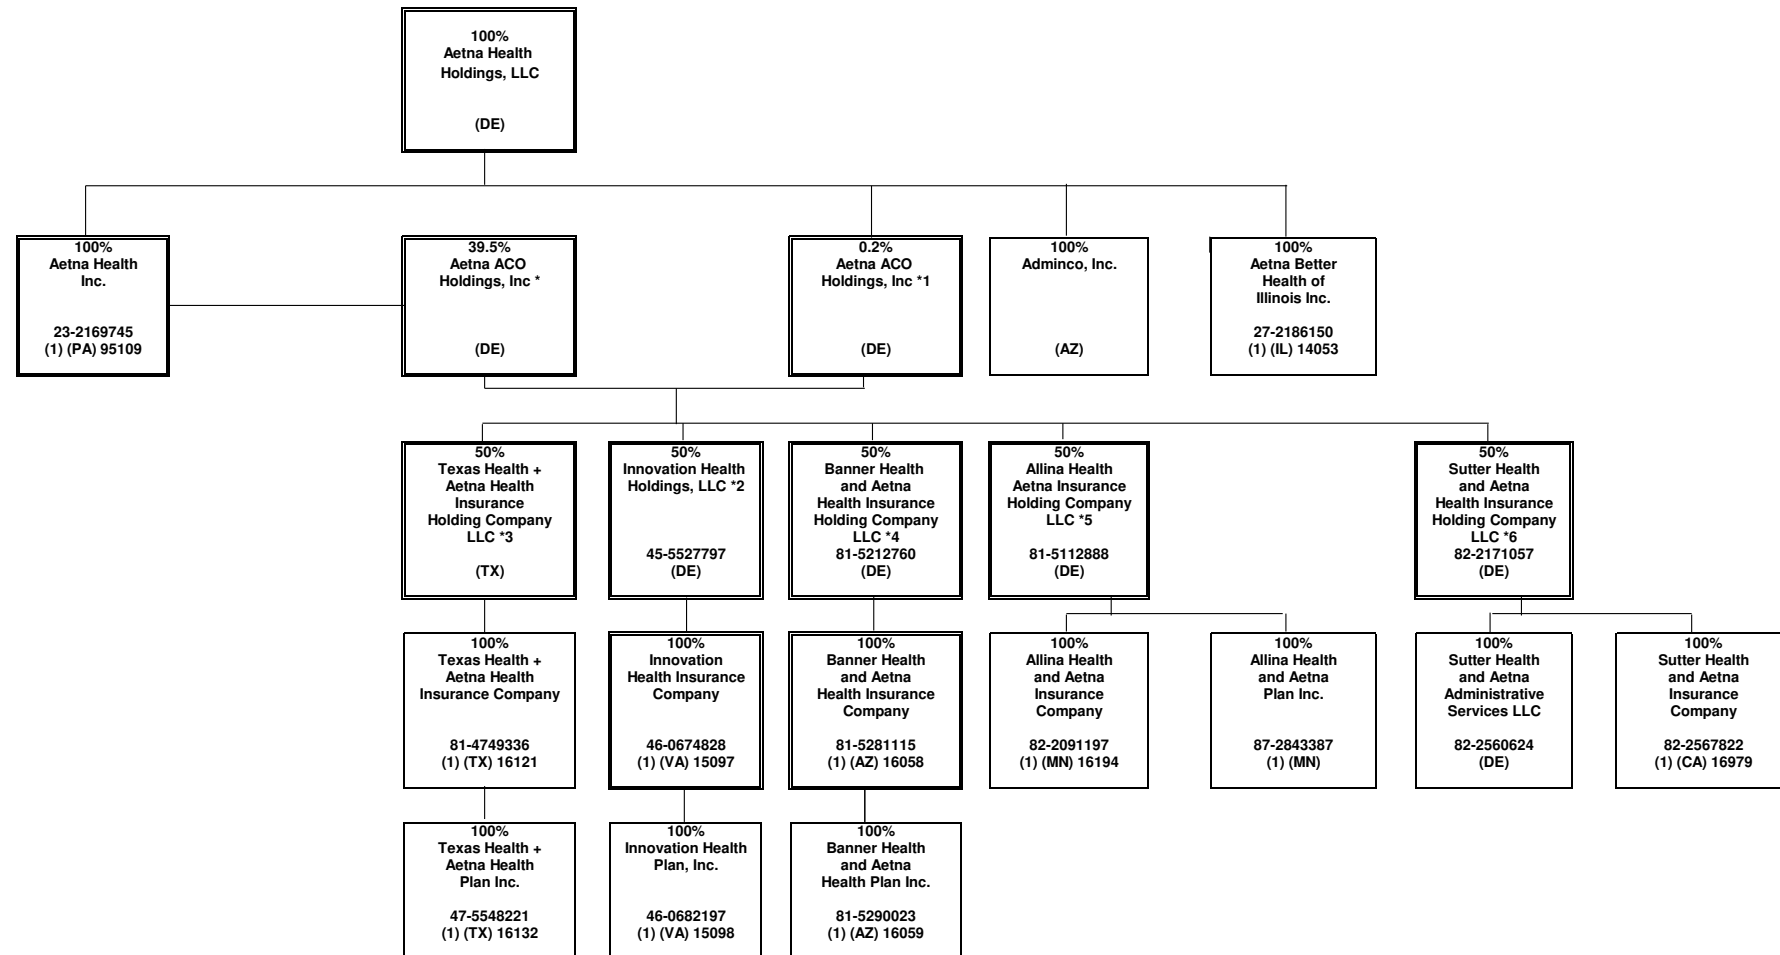 100%
Aetna Health
Holdings, LLC
(DE)
100%
Aetna Health
Inc.
23-2169745
(1) (PA) 95109
39.5%
Aetna ACO
Holdings, Inc *
(DE)
0.2%
Aetna ACO
Holdings, Inc *1
(DE)
100%
Adminco, Inc.
(AZ)
100%
Aetna Better
Health of
Illinois Inc.
27-2186150
(1) (IL) 14053
50%
Texas Health +
Aetna Health
Insurance
Holding Company
LLC *3
(TX)
50%
Innovation Health
Holdings, LLC *2
45-5527797
(DE)
50%
Banner Health
and Aetna
Health Insurance
Holding Company
LLC *4
81-5212760
(DE)
50%
Allina Health
Aetna Insurance
Holding Company
LLC *5
81-5112888
(DE)
50%
Sutter Health
and Aetna
Health Insurance
Holding Company
LLC *6
82-2171057
(DE)
100%
Texas Health +
Aetna Health
Insurance Company
81-4749336
(1) (TX) 16121
100%
Innovation
Health Insurance
Company
46-0674828
(1) (VA) 15097
100%
Banner Health
and Aetna
Health Insurance
Company
81-5281115
(1) (AZ) 16058
100%
Allina Health
and Aetna
Insurance
Company
82-2091197
(1) (MN) 16194
100%
Allina Health
and Aetna
Plan Inc.
87-2843387
(1) (MN)
100%
Sutter Health
and Aetna
Administrative
Services LLC
82-2560624
(DE)
100%
Sutter Health
and Aetna
Insurance
Company
82-2567822
(1) (CA) 16979
100%
Texas Health +
Aetna Health
Plan Inc.
47-5548221
(1) (TX) 16132
100%
Innovation Health
Plan, Inc.
46-0682197
(1) (VA) 15098
100%
Banner Health
and Aetna
Health Plan Inc.
81-5290023
(1) (AZ) 16059